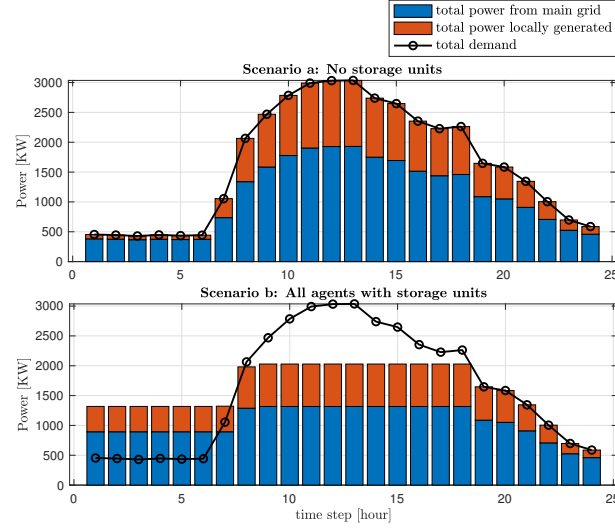 total power from main grid
total power locally generated
total demand
Scenario a: No storage units
3000
2500
2000
1500
1000
500
0
Power [KW]
0 5 10 15 20 25
Scenario b: All agents with storage units
3000
2500
2000
1500
1000
500
0
Power [KW]
0 5 10 15 20 25
time step [hour]